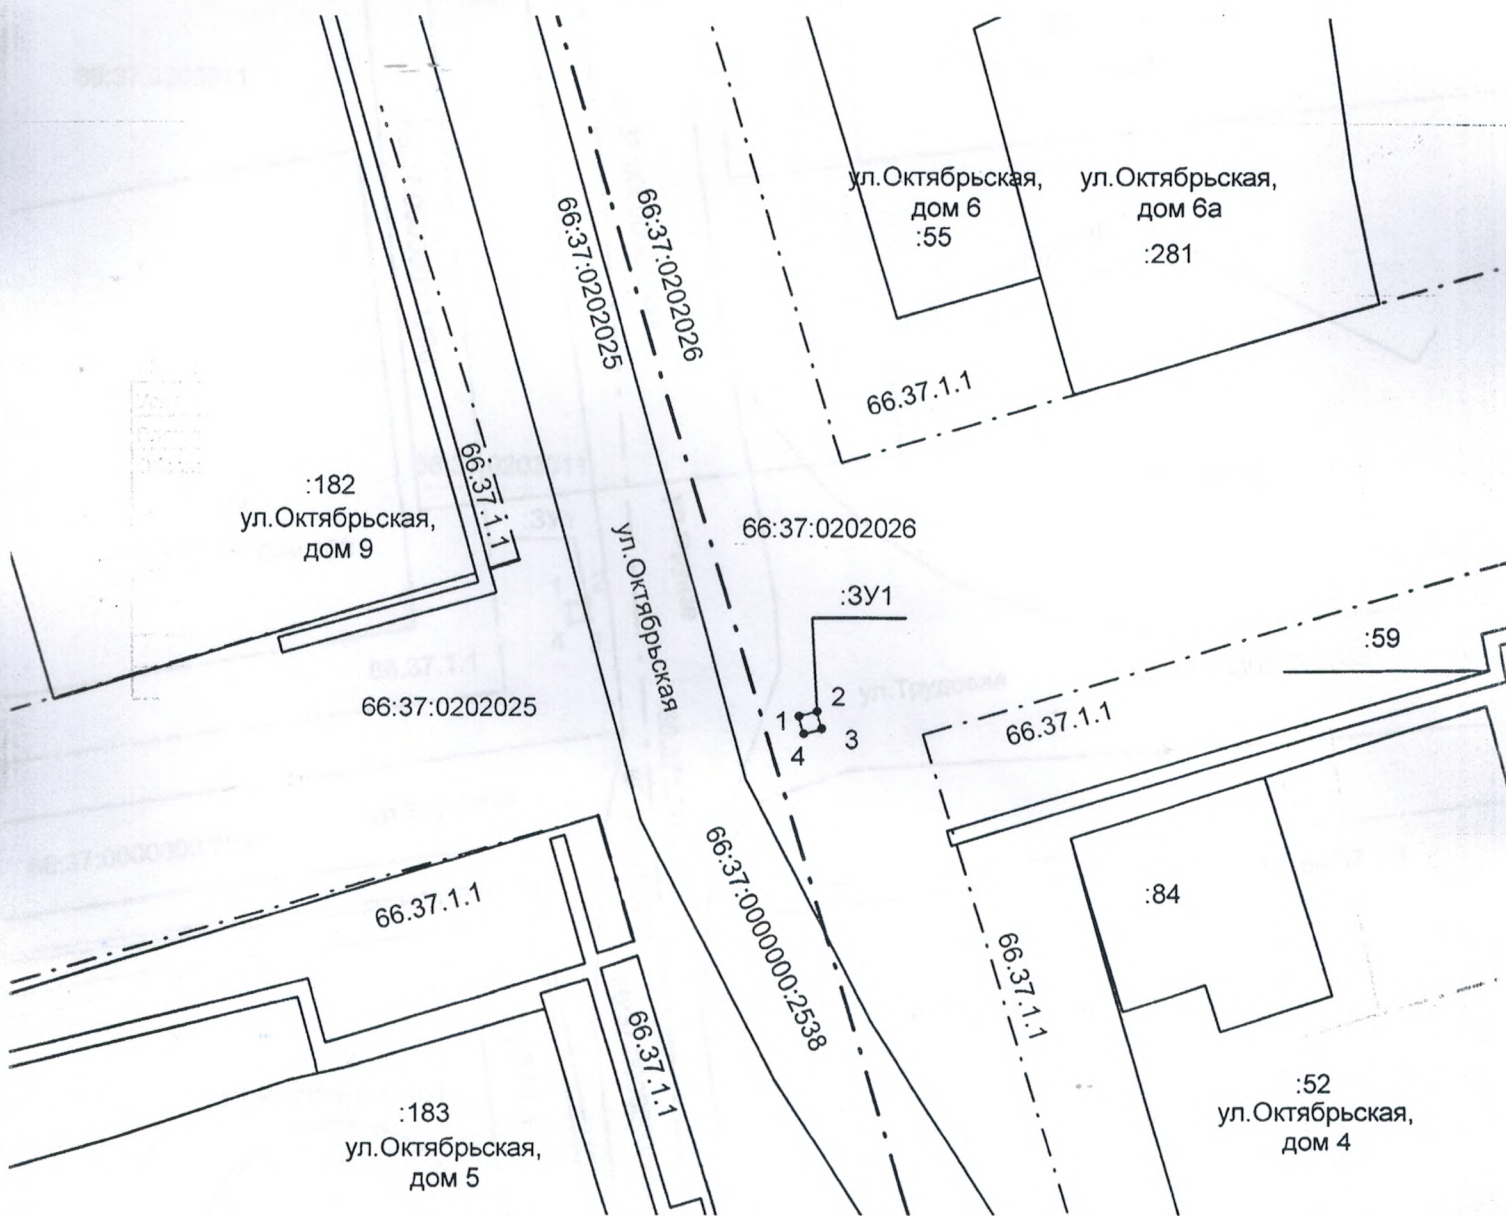 ул.Октябрьская,
дом 6
:55
ул.Октябрьская,
дом 6а
:281
66:37:0202025
66:37:0202026
66.37.1.1
66.37.1.1
:182
ул.Октябрьская,
дом 9
66:37:0202026
ул.Октябрьская
:ЗУ1
:59
66:37:0202025
1
2
3
4
66.37.1.1
66.37.1.1
66:37:0000000:2538
:84
66.37.1.1
66.37.1.1
:183
ул.Октябрьская,
дом 5
:52
ул.Октябрьская,
дом 4